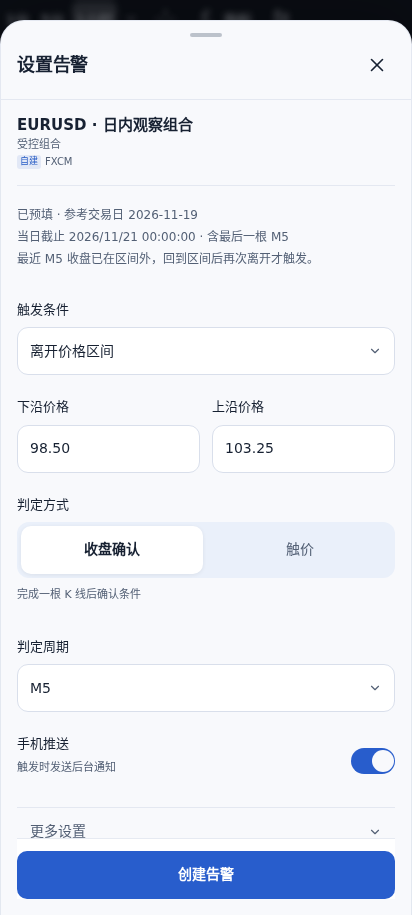 设置告警
EURUSD · 日内观察组合
受控组合
自建 FXCM
已预填 · 参考交易日 2026-11-19
当日截止 2026/11/21 00:00:00 · 含最后一根 M5
最近 M5 收盘已在区间外，回到区间后再次离开才触发。
触发条件
离开价格区间
下沿价格 上沿价格
98.50 103.25
判定方式
收盘确认 触价
完成一根 K 线后确认条件
判定周期
M5
手机推送
触发时发送后台通知
更多设置
创建告警